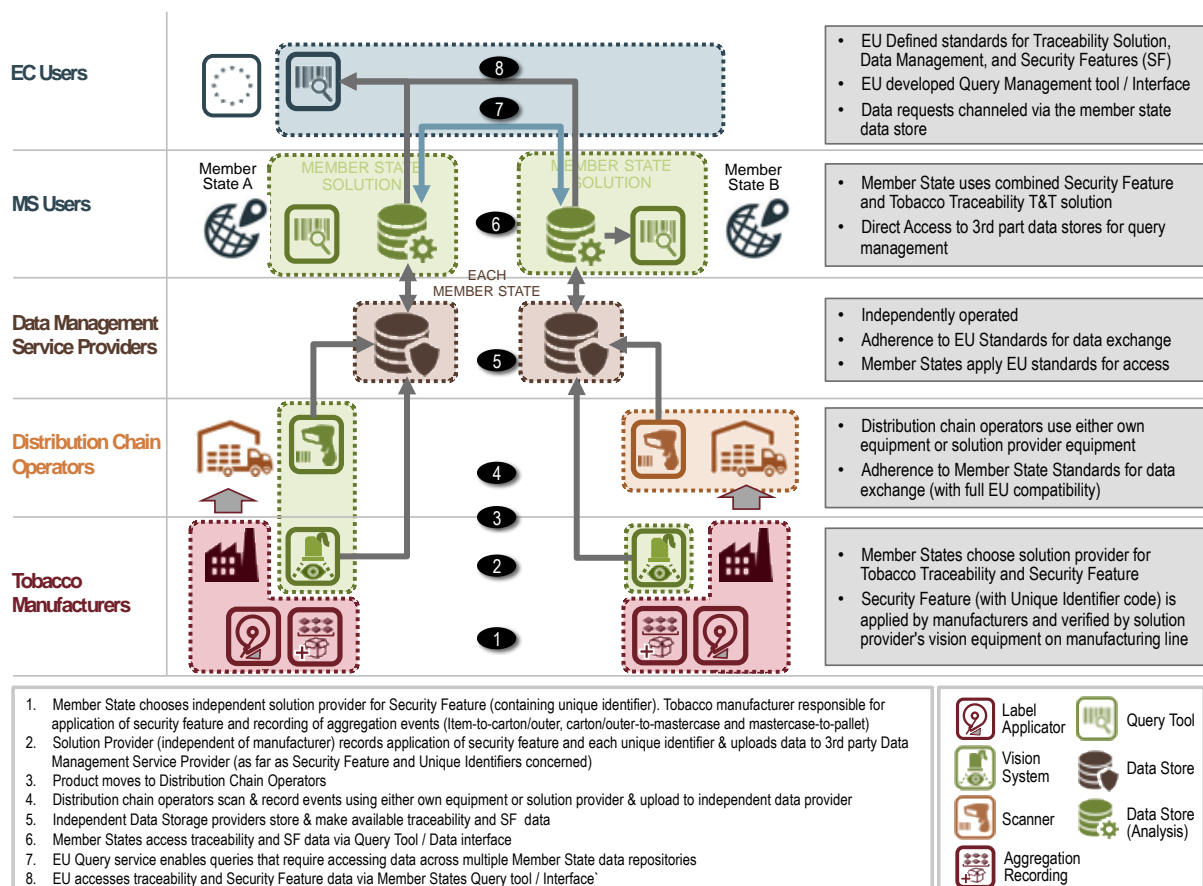 EC Users
8
7
• EU Defined standards for Traceability Solution,
Data Management, and Security Features (SF)
• EU developed Query Management tool / Interface
• Data requests channeled via the member state
data store
MS Users
Member
State A
MEMBER STATE
SOLUTION
MEMBER STATE
SOLUTION
Member
State B
6
• Member State uses combined Security Feature
and Tobacco Traceability T&T solution
• Direct Access to 3rd part data stores for query
management
EACH
MEMBER STATE
Data Management
Service Providers
5
• Independently operated
• Adherence to EU Standards for data exchange
• Member States apply EU standards for access
Distribution Chain
Operators
4
• Distribution chain operators use either own
equipment or solution provider equipment
• Adherence to Member State Standards for data
exchange (with full EU compatibility)
3
Tobacco
Manufacturers
2
1
• Member States choose solution provider for
Tobacco Traceability and Security Feature
• Security Feature (with Unique Identifier code) is
applied by manufacturers and verified by solution
provider's vision equipment on manufacturing line
1. Member State chooses independent solution provider for Security Feature (containing unique identifier). Tobacco manufacturer responsible for
application of security feature and recording of aggregation events (Item-to-carton/outer, carton/outer-to-mastercase and mastercase-to-pallet)
2. Solution Provider (independent of manufacturer) records application of security feature and each unique identifier & uploads data to 3rd party Data
Management Service Provider (as far as Security Feature and Unique Identifiers concerned)
3. Product moves to Distribution Chain Operators
4. Distribution chain operators scan & record events using either own equipment or solution provider & upload to independent data provider
5. Independent Data Storage providers store & make available traceability and SF data
6. Member States access traceability and SF data via Query Tool / Data interface
7. EU Query service enables queries that require accessing data across multiple Member State data repositories
8. EU accesses traceability and Security Feature data via Member States Query tool / Interface`
Label
Applicator
Query Tool
Vision
System
Data Store
Scanner
Data Store
(Analysis)
Aggregation
Recording